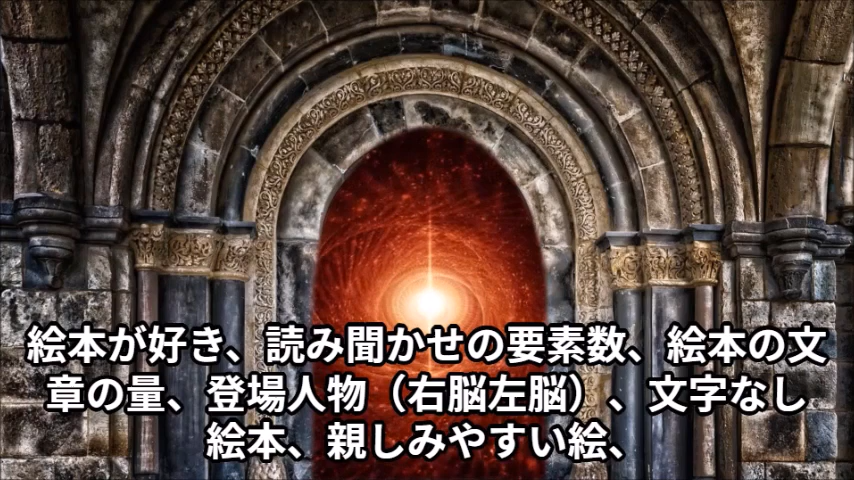 絵本が好き、読み聞かせの要素数、絵本の文
章の量、登場人物（右脳左脳）、文字なし
絵本、親しみやすい絵、